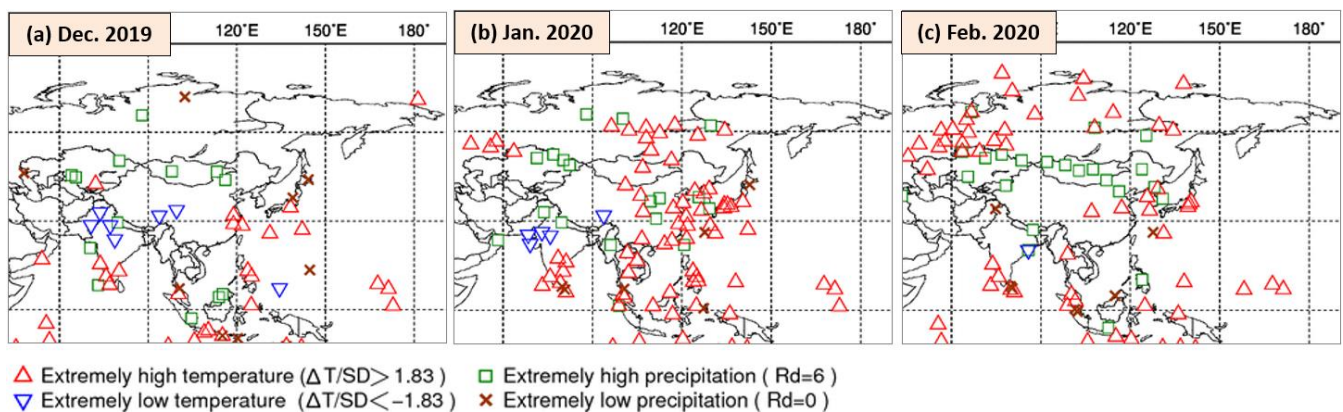 (a) Dec. 2019
120°E
150°E
180°
(b) Jan. 2020
120°E
150°E
180°
(c) Feb. 2020
120°E
150°E
180°
△ Extremely high temperature (ΔT/SD＞1.83)
□ Extremely high precipitation ( Rd=6 )
▽ Extremely low temperature (ΔT/SD＜−1.83)
× Extremely low precipitation ( Rd=0 )